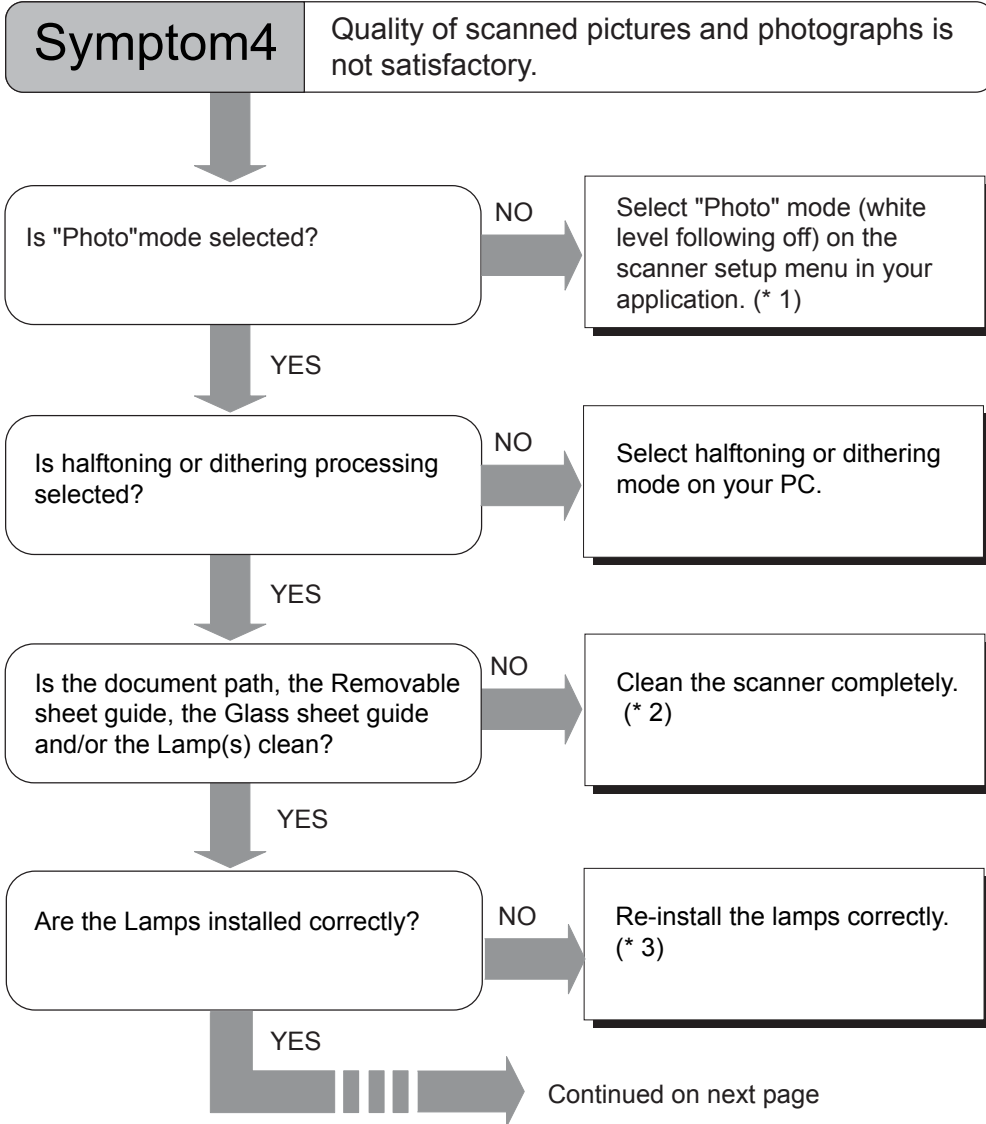 Symptom4
Quality of scanned pictures and photographs is
not satisfactory.
Is "Photo"mode selected?
NO
Select "Photo" mode (white
level following off) on the
scanner setup menu in your
application. (* 1)
YES
Is halftoning or dithering processing
selected?
NO
Select halftoning or dithering
mode on your PC.
YES
Is the document path, the Removable
sheet guide, the Glass sheet guide
and/or the Lamp(s) clean?
NO
Clean the scanner completely.
(* 2)
YES
Are the Lamps installed correctly?
NO
Re-install the lamps correctly.
(* 3)
YES
Continued on next page